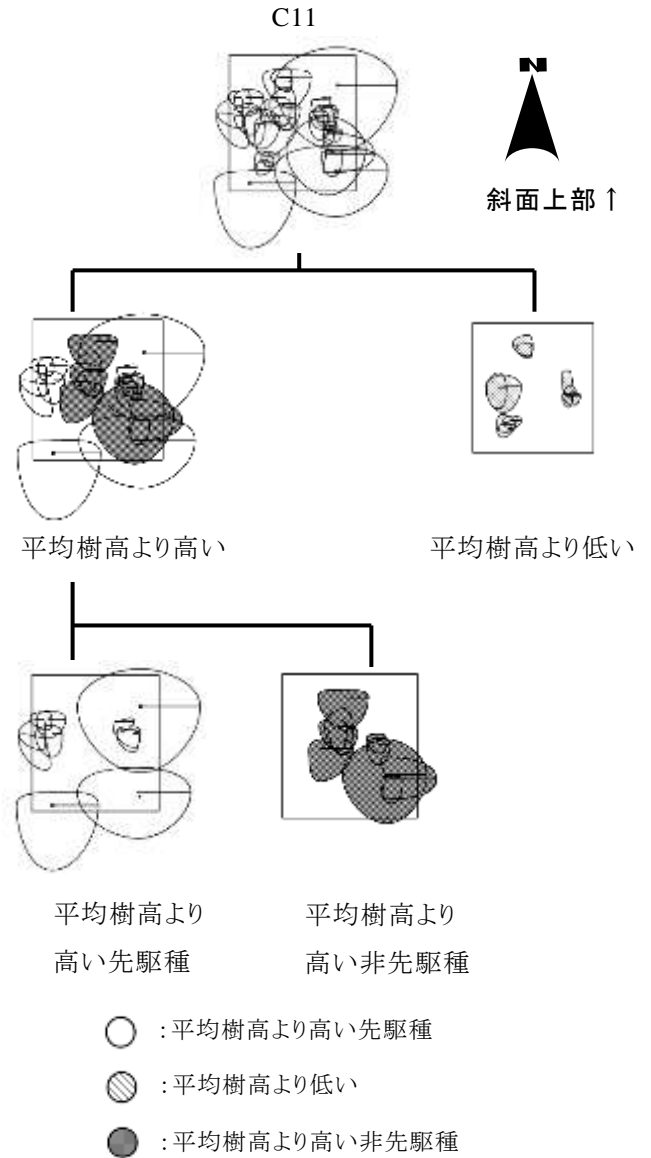 C11
N
斜面上部↑
平均樹高より高い
平均樹高より低い
平均樹高より
高い先駆種
平均樹高より
高い非先駆種
:平均樹高より高い先駆種
:平均樹高より低い
:平均樹高より高い非先駆種